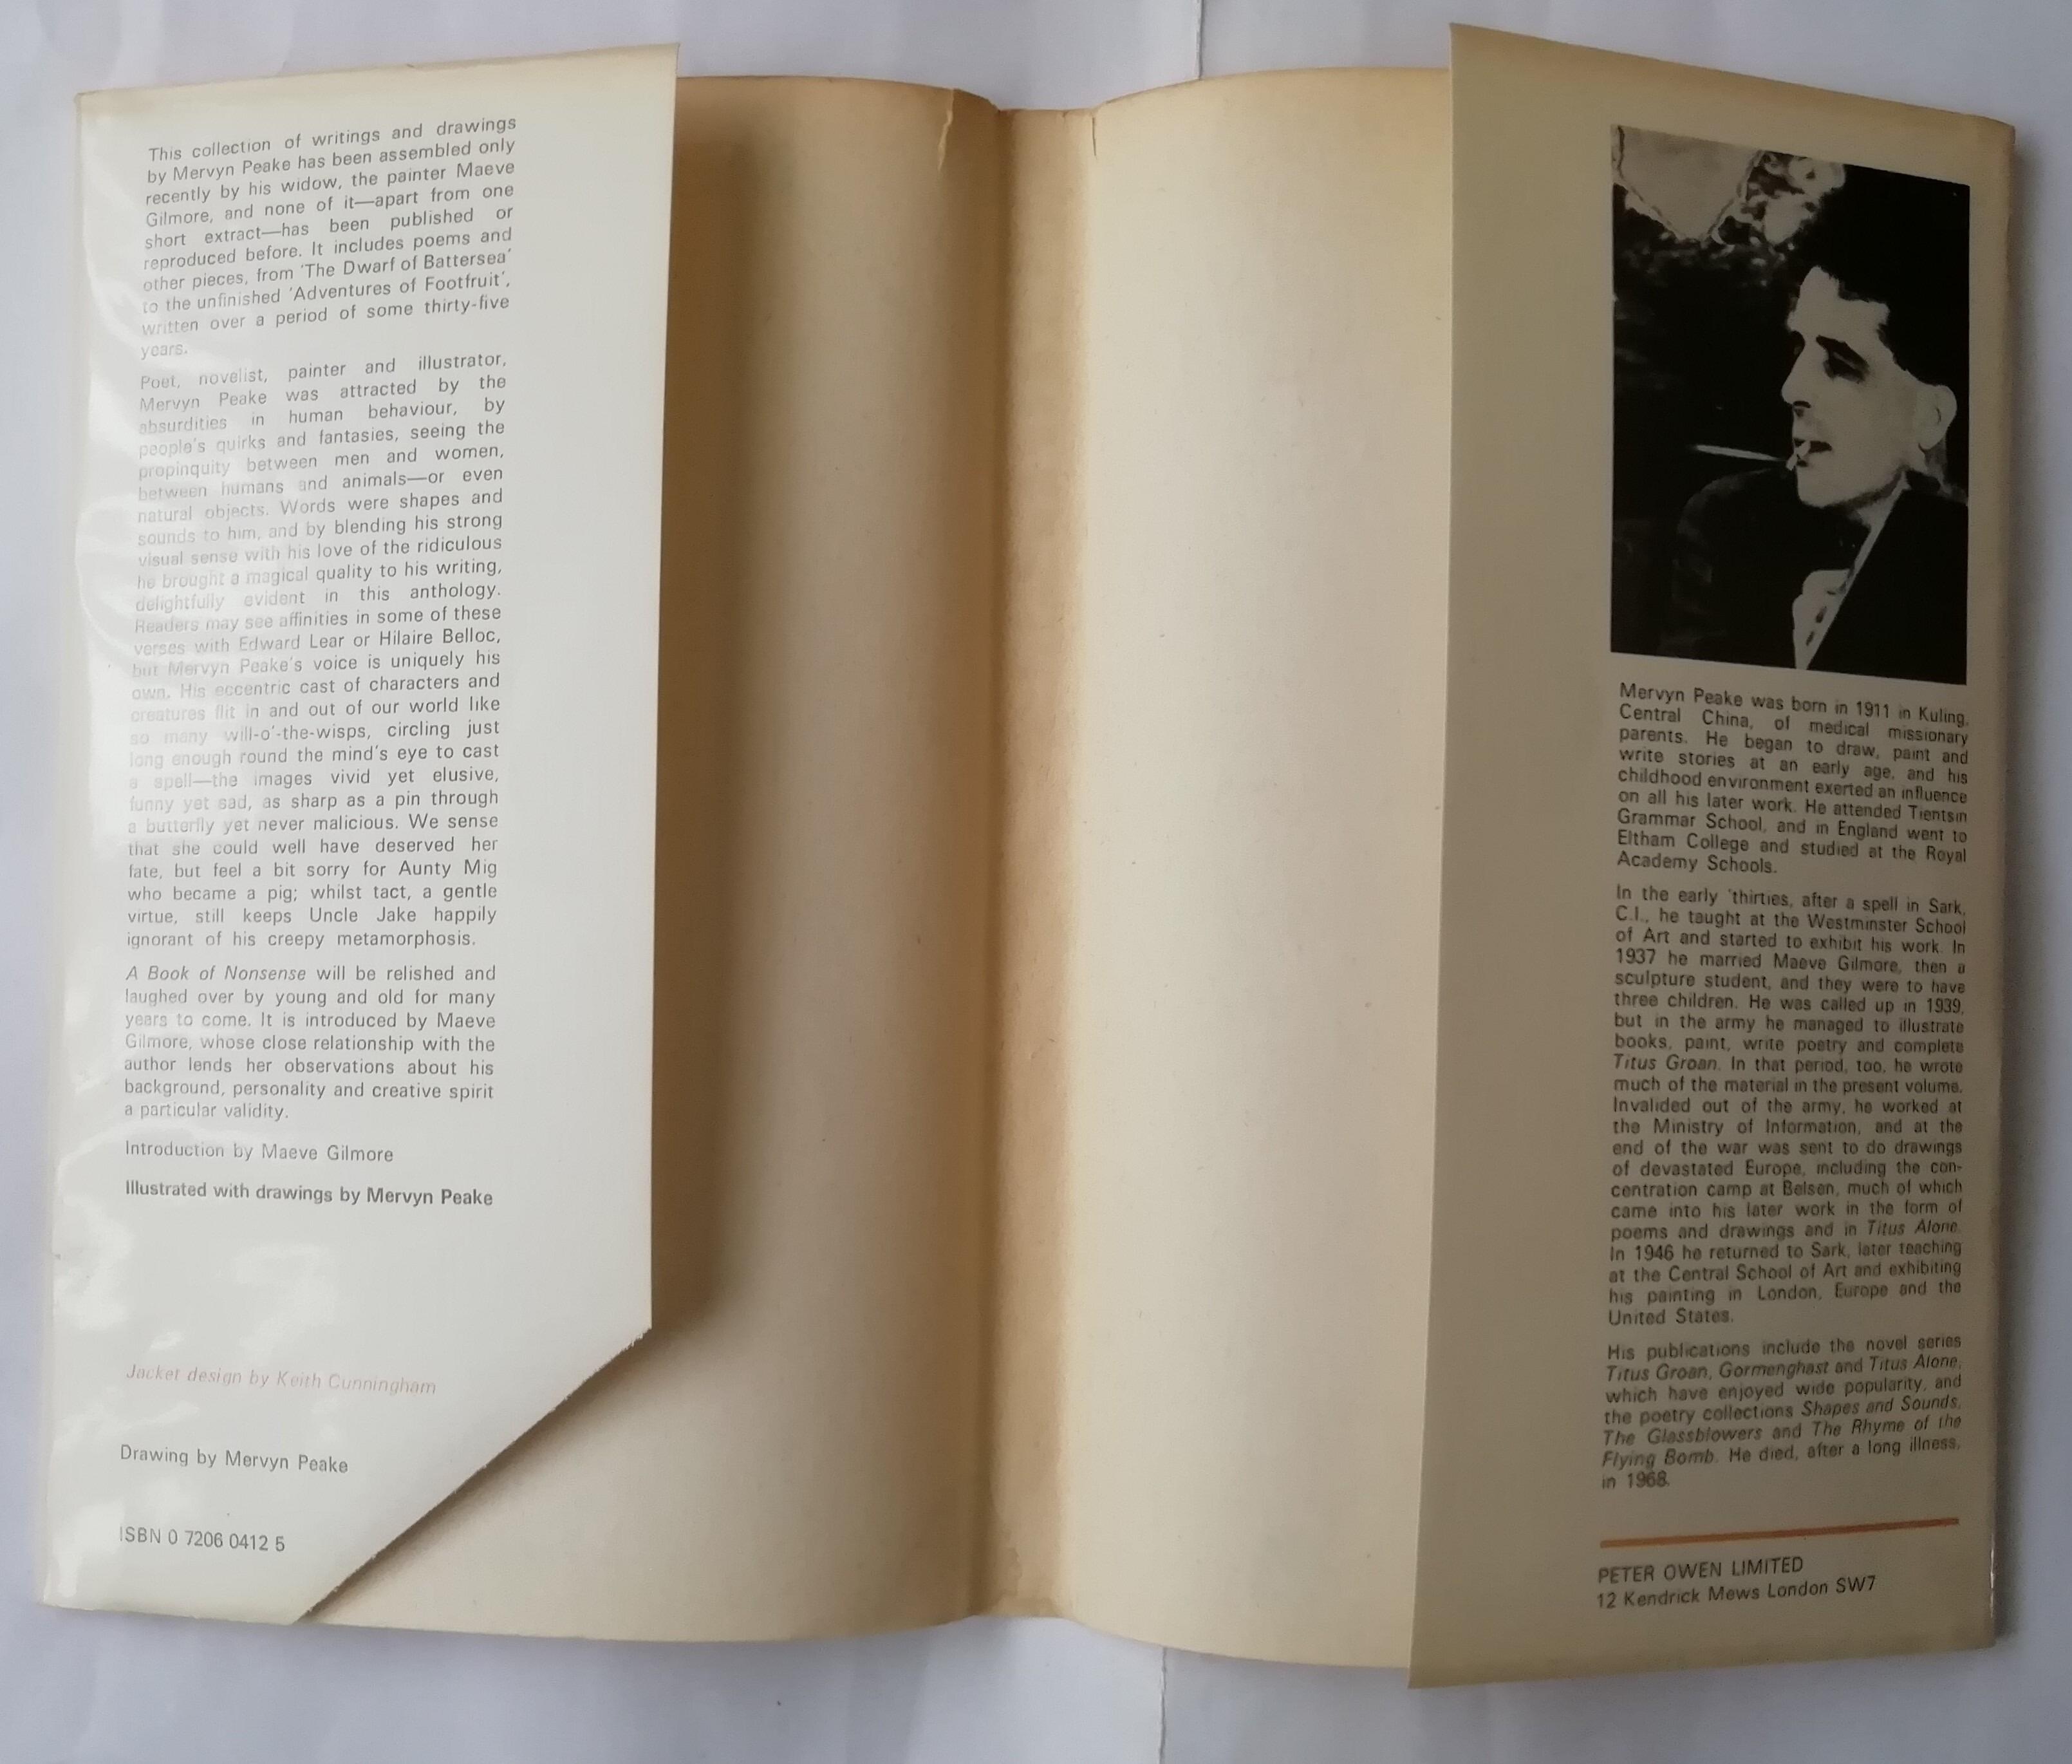 This collection of writings and drawings
by Mervyn Peake has been assembled only
recently by his widow, the painter Maeve
Gilmore, and none of it—apart from one
short extract—has been published or
reproduced before. It includes poems and
other pieces, from 'The Dwarf of Battersea'
to the unfinished 'Adventures of Footfruit',
written over a period of some thirty-five
years.
Poet, novelist, painter and illustrator,
Mervyn Peake was attracted by the
absurdities in human behaviour, by
people's quirks and fantasies, seeing the
propinquity between men and women,
between humans and animals—or even
natural objects. Words were shapes and
sounds to him, and by blending his strong
visual sense with his love of the ridiculous
he brought a magical quality to his writing,
delightfully evident in this anthology.
Readers may see affinities in some of these
verses with Edward Lear or Hilaire Belloc,
but Mervyn Peake's voice is uniquely his
own. His eccentric cast of characters and
creatures flit in and out of our world like
so many will-o'-the-wisps, circling just
long enough round the mind's eye to cast
a spell—the images vivid yet elusive,
funny yet sad, as sharp as a pin through
a butterfly yet never malicious. We sense
that she could well have deserved her
fate, but feel a bit sorry for Aunty Mig
who became a pig; whilst tact, a gentle
virtue, still keeps Uncle Jake happily
ignorant of his creepy metamorphosis.
A Book of Nonsense will be relished and
laughed over by young and old for many
years to come. It is introduced by Maeve
Gilmore, whose close relationship with the
author lends her observations about his
background, personality and creative spirit
a particular validity.
Introduction by Maeve Gilmore
Illustrated with drawings by Mervyn Peake
Jacket design by Keith Cunningham
Drawing by Mervyn Peake
ISBN 0 7206 0412 5
Mervyn Peake was born in 1911 in Kuling,
Central China, of medical missionary
parents. He began to draw, paint and
write stories at an early age, and his
childhood environment exerted an influence
on all his later work. He attended Tientsin
Grammar School, and in England went to
Eltham College and studied at the Royal
Academy Schools.
In the early 'thirties, after a spell in Sark,
C.I., he taught at the Westminster School
of Art and started to exhibit his work. In
1937 he married Maeve Gilmore, then a
sculpture student, and they were to have
three children. He was called up in 1939,
but in the army he managed to illustrate
books, paint, write poetry and complete
Titus Groan. In that period, too, he wrote
much of the material in the present volume.
Invalided out of the army, he worked at
the Ministry of Information, and at the
end of the war was sent to do drawings
of devastated Europe, including the con-
centration camp at Belsen, much of which
came into his later work in the form of
poems and drawings and in Titus Alone.
In 1946 he returned to Sark, later teaching
at the Central School of Art and exhibiting
his painting in London, Europe and the
United States.
His publications include the novel series
Titus Groan, Gormenghast and Titus Alone,
which have enjoyed wide popularity, and
the poetry collections Shapes and Sounds,
The Glassblowers and The Rhyme of the
Flying Bomb. He died, after a long illness,
in 1968.
PETER OWEN LIMITED
12 Kendrick Mews London SW7